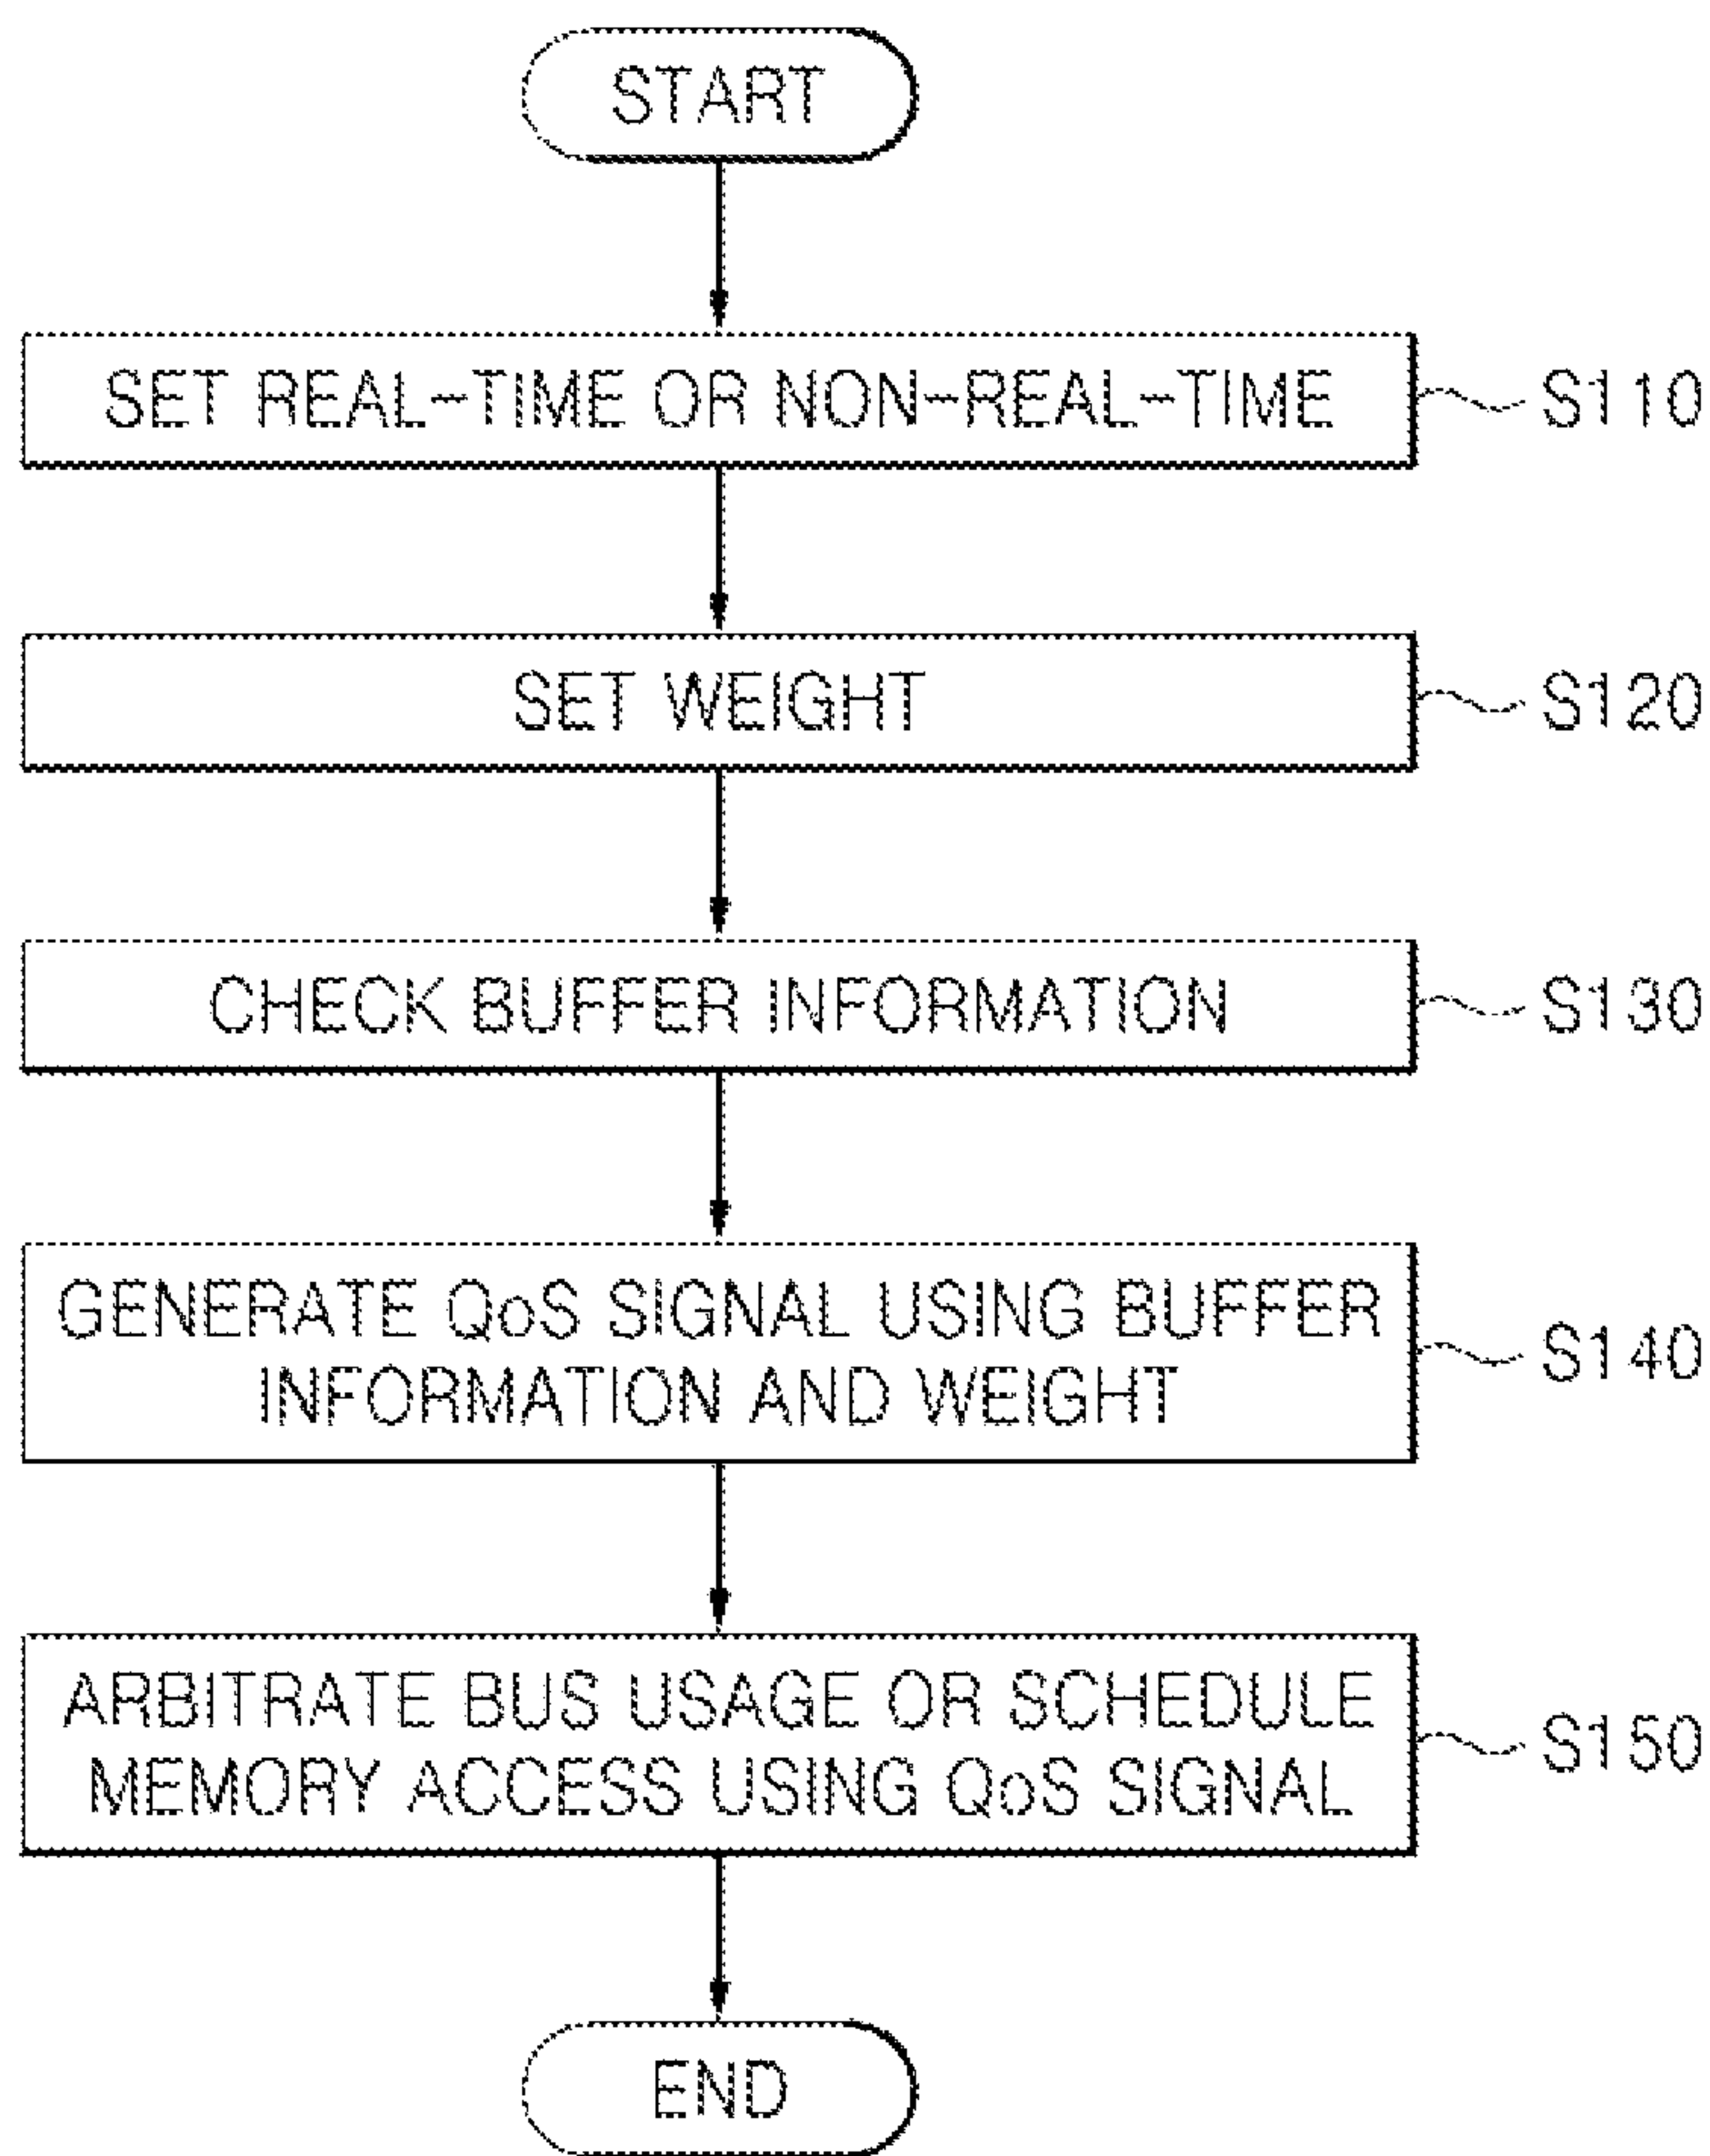 START
SET REAL-TIME OR NON-REAL-TIME
S110
SET WEIGHT
S120
CHECK BUFFER INFORMATION
S130
GENERATE QoS SIGNAL USING BUFFER
INFORMATION AND WEIGHT
S140
ARBITRATE BUS USAGE OR SCHEDULE
MEMORY ACCESS USING QoS SIGNAL
S150
END